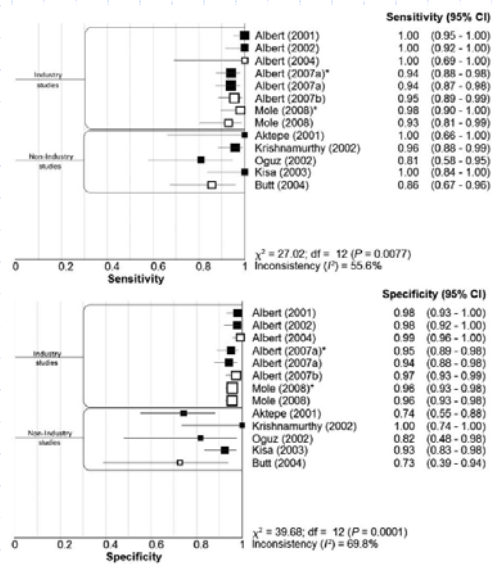 Sensitivity (95% CI)
Albert (2001) 1.00 (0.95 - 1.00)
Albert (2002) 1.00 (0.92 - 1.00)
Albert (2004) 1.00 (0.69 - 1.00)
Industry studies
Albert (2007a)* 0.94 (0.88 - 0.98)
Albert (2007a) 0.94 (0.87 - 0.98)
Albert (2007b) 0.95 (0.89 - 0.99)
Mole (2008)* 0.98 (0.90 - 1.00)
Mole (2008) 0.93 (0.81 - 0.99)
Aktepe (2001) 1.00 (0.66 - 1.00)
Krishnamurthy (2002) 0.96 (0.88 - 0.99)
Non-Industry studies
Oguz (2002) 0.81 (0.58 - 0.95)
Kisa (2003) 1.00 (0.84 - 1.00)
Butt (2004) 0.86 (0.67 - 0.96)
χ² = 27.02; df = 12 (P = 0.0077)
Inconsistency (I²) = 55.6%
0 0.2 0.4 0.6 0.8 1
Sensitivity
Specificity (95% CI)
Albert (2001) 0.98 (0.93 - 1.00)
Albert (2002) 0.98 (0.92 - 1.00)
Albert (2004) 0.99 (0.96 - 1.00)
Industry studies
Albert (2007a)* 0.95 (0.89 - 0.98)
Albert (2007a) 0.94 (0.88 - 0.98)
Albert (2007b) 0.97 (0.93 - 0.99)
Mole (2008)* 0.96 (0.93 - 0.98)
Mole (2008) 0.96 (0.93 - 0.98)
Aktepe (2001) 0.74 (0.55 - 0.88)
Krishnamurthy (2002) 1.00 (0.74 - 1.00)
Non-Industry studies
Oguz (2002) 0.82 (0.48 - 0.98)
Kisa (2003) 0.93 (0.83 - 0.98)
Butt (2004) 0.73 (0.39 - 0.94)
χ² = 39.68; df = 12 (P = 0.0001)
Inconsistency (I²) = 69.8%
0 0.2 0.4 0.6 0.8 1
Specificity